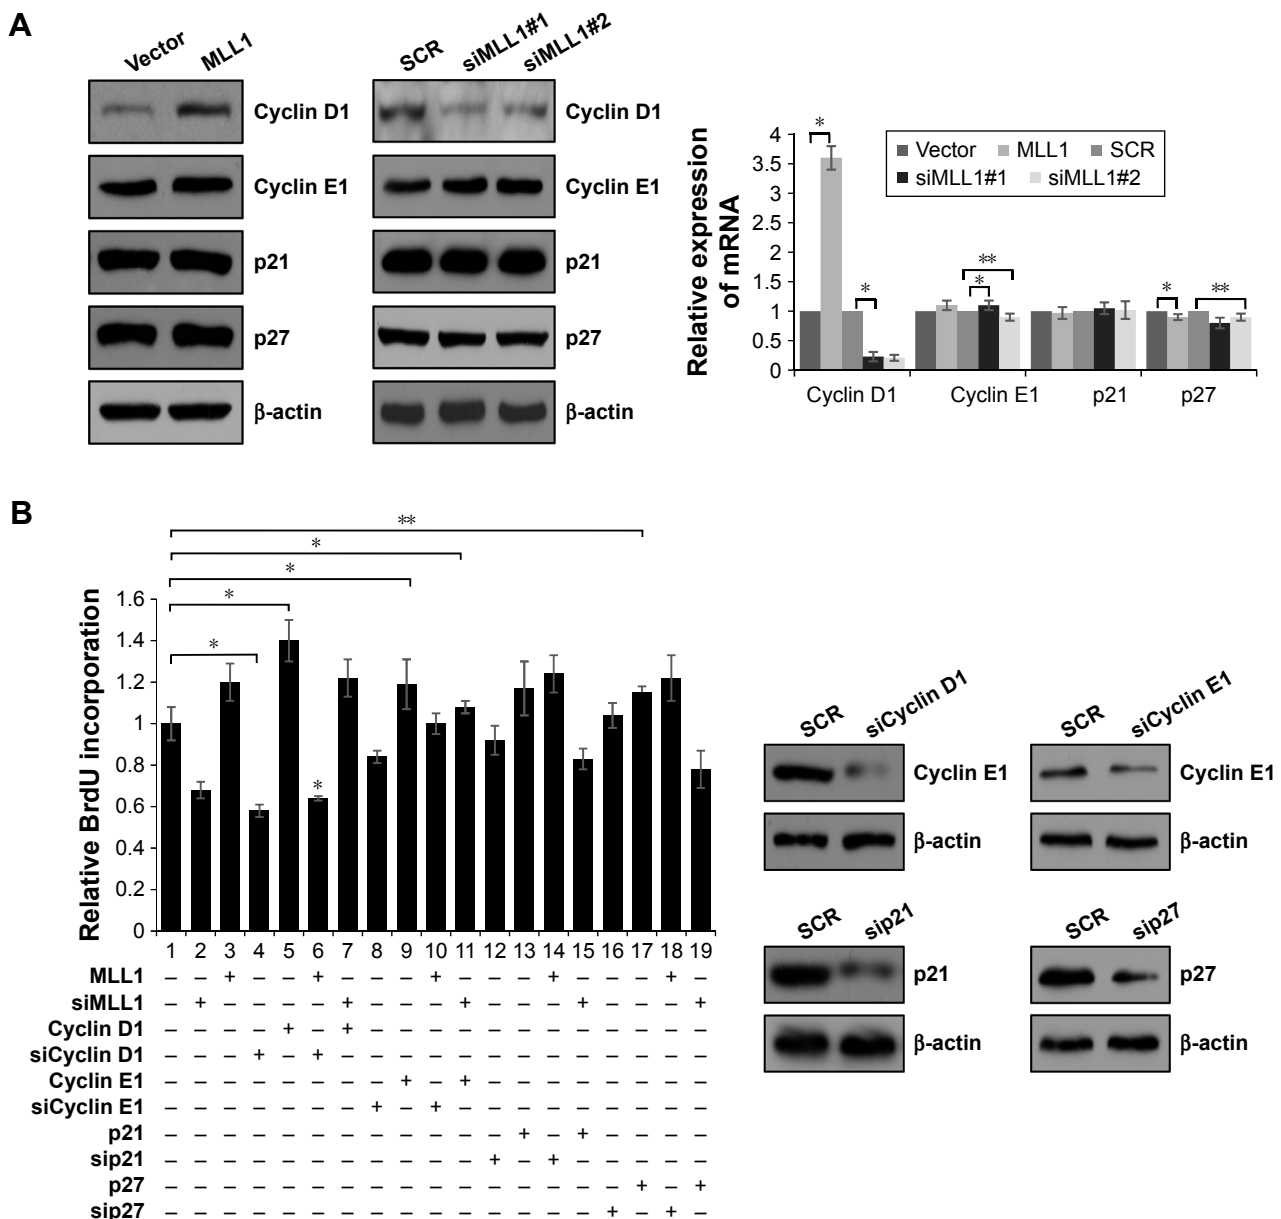 A
Vector MLL1
Cyclin D1
Cyclin E1
p21
p27
β-actin
SCR siMLL1#1 siMLL1#2
Cyclin D1
Cyclin E1
p21
p27
β-actin
Relative expression
of mRNA
4
3.5
3
2.5
2
1.5
1
0.5
0
Vector MLL1 SCR
siMLL1#1 siMLL1#2
* * ** * * **
Cyclin D1 Cyclin E1 p21 p27
B
**
*
*
*
*
*
Relative BrdU incorporation
1.6
1.4
1.2
1
0.8
0.6
0.4
0.2
0
1 2 3 4 5 6 7 8 9 10 11 12 13 14 15 16 17 18 19
MLL1 – – + – – + – – – + – – – + – – – + –
siMLL1 – + – – – – + – – – + – – – + – – – +
Cyclin D1 – – – – + – + – – – – – – – – – – – –
siCyclin D1 – – – + – + – – – – – – – – – – – – –
Cyclin E1 – – – – – – – – + – + – – – – – – – –
siCyclin E1 – – – – – – – + – + – – – – – – – – –
p21 – – – – – – – – – – – – + – + – – – –
sip21 – – – – – – – – – – – + – + – – – – –
p27 – – – – – – – – – – – – – – – – + – +
sip27 – – – – – – – – – – – – – – – + – + –
SCR siCyclin D1
Cyclin E1
β-actin
SCR siCyclin E1
Cyclin E1
β-actin
SCR sip21
p21
β-actin
SCR sip27
p27
β-actin